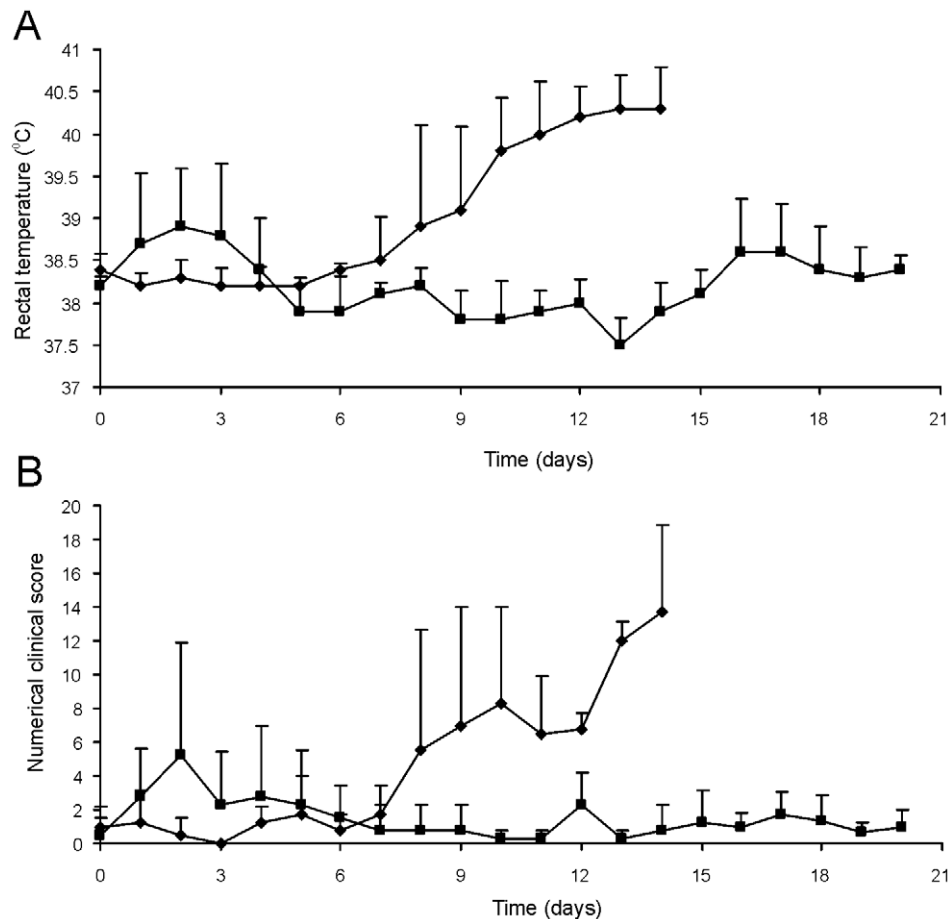 A
Rectal temperature (⁰C)
41
40.5
40
39.5
39
38.5
38
37.5
37
0 3 6 9 12 15 18 21
Time (days)
B
Numerical clinical score
20
18
16
14
12
10
8
6
4
2
0
0 3 6 9 12 15 18 21
Time (days)